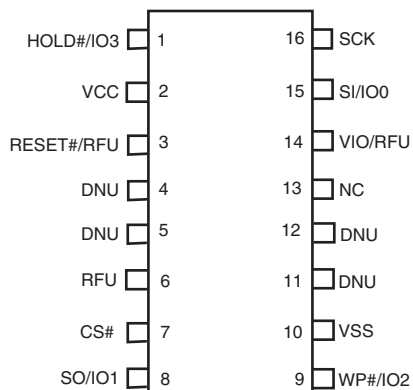 HOLD#/IO3 1 16 SCK
VCC 2 15 SI/IO0
RESET#/RFU 3 14 VIO/RFU
DNU 4 13 NC
DNU 5 12 DNU
RFU 6 11 DNU
CS# 7 10 VSS
SO/IO1 8 9 WP#/IO2